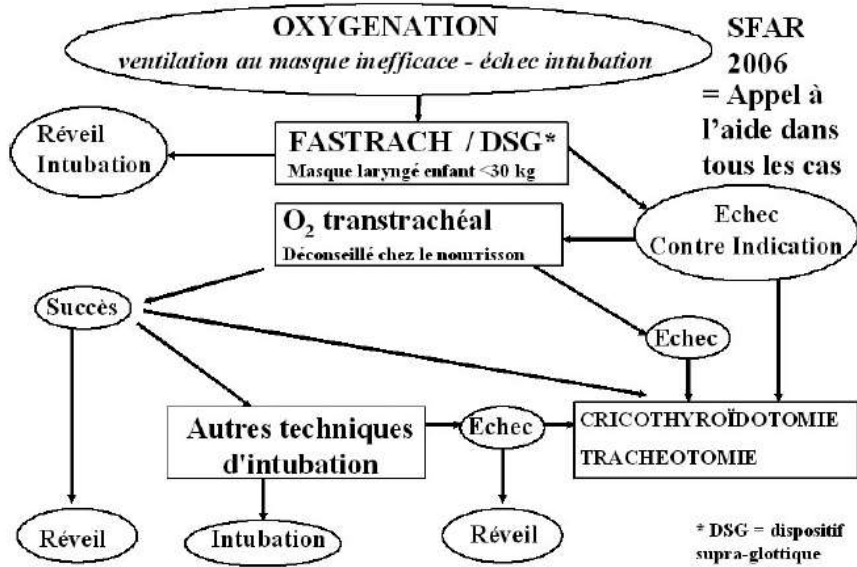 OXYGENATION
ventilation au masque inefficace - échec intubation
SFAR
2006
= Appel à
l'aide dans
tous les cas
Réveil
Intubation
FASTRACH / DSG*
Masque laryngé enfant <30 kg
Echec
Contre Indication
O₂ transtrachéal
Déconseillé chez le nourrisson
Succès
Echec
Autres techniques
d'intubation
Echec
CRICOTHYROÏDOTOMIE
TRACHEOTOMIE
Réveil
Intubation
Réveil
* DSG = dispositif
supra-glottique